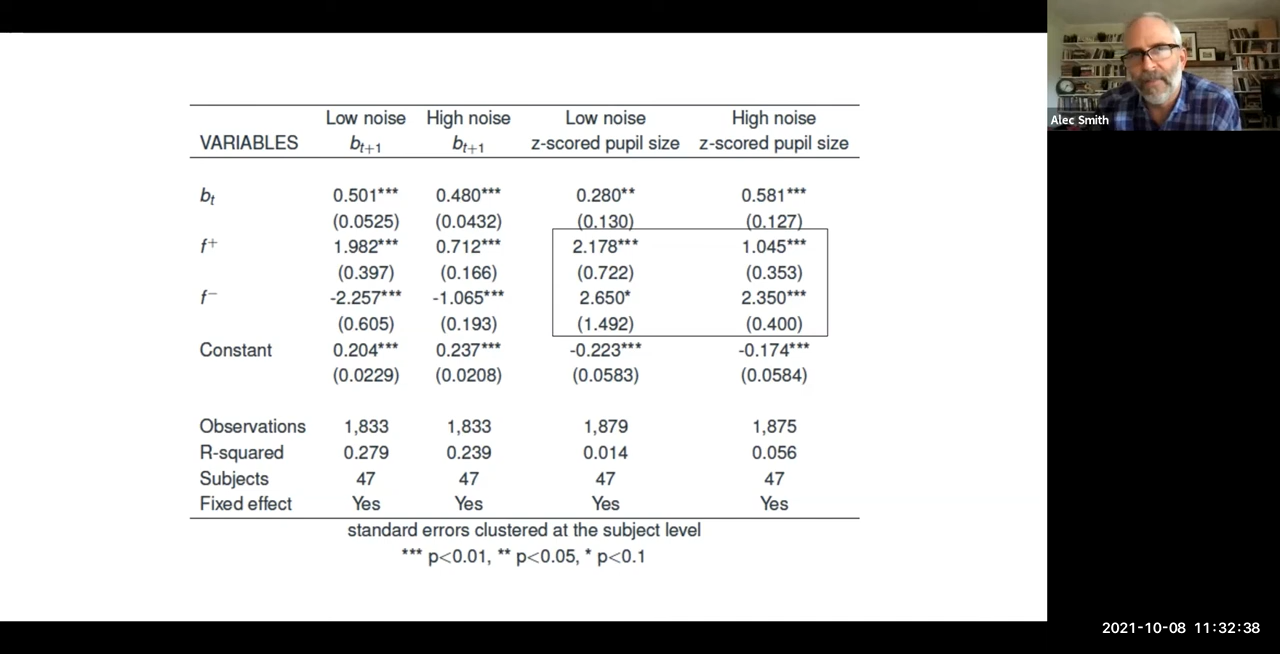 Low noise High noise Low noise High noise
VARIABLES b_{t+1} b_{t+1} z-scored pupil size z-scored pupil size
b_t 0.501*** 0.480*** 0.280** 0.581***
(0.0525) (0.0432) (0.130) (0.127)
f⁺ 1.982*** 0.712*** 2.178*** 1.045***
(0.397) (0.166) (0.722) (0.353)
f⁻ -2.257*** -1.065*** 2.650* 2.350***
(0.605) (0.193) (1.492) (0.400)
Constant 0.204*** 0.237*** -0.223*** -0.174***
(0.0229) (0.0208) (0.0583) (0.0584)
Observations 1,833 1,833 1,879 1,875
R-squared 0.279 0.239 0.014 0.056
Subjects 47 47 47 47
Fixed effect Yes Yes Yes Yes
standard errors clustered at the subject level
*** p<0.01, ** p<0.05, * p<0.1
Alec Smith
2021-10-08 11:32:38